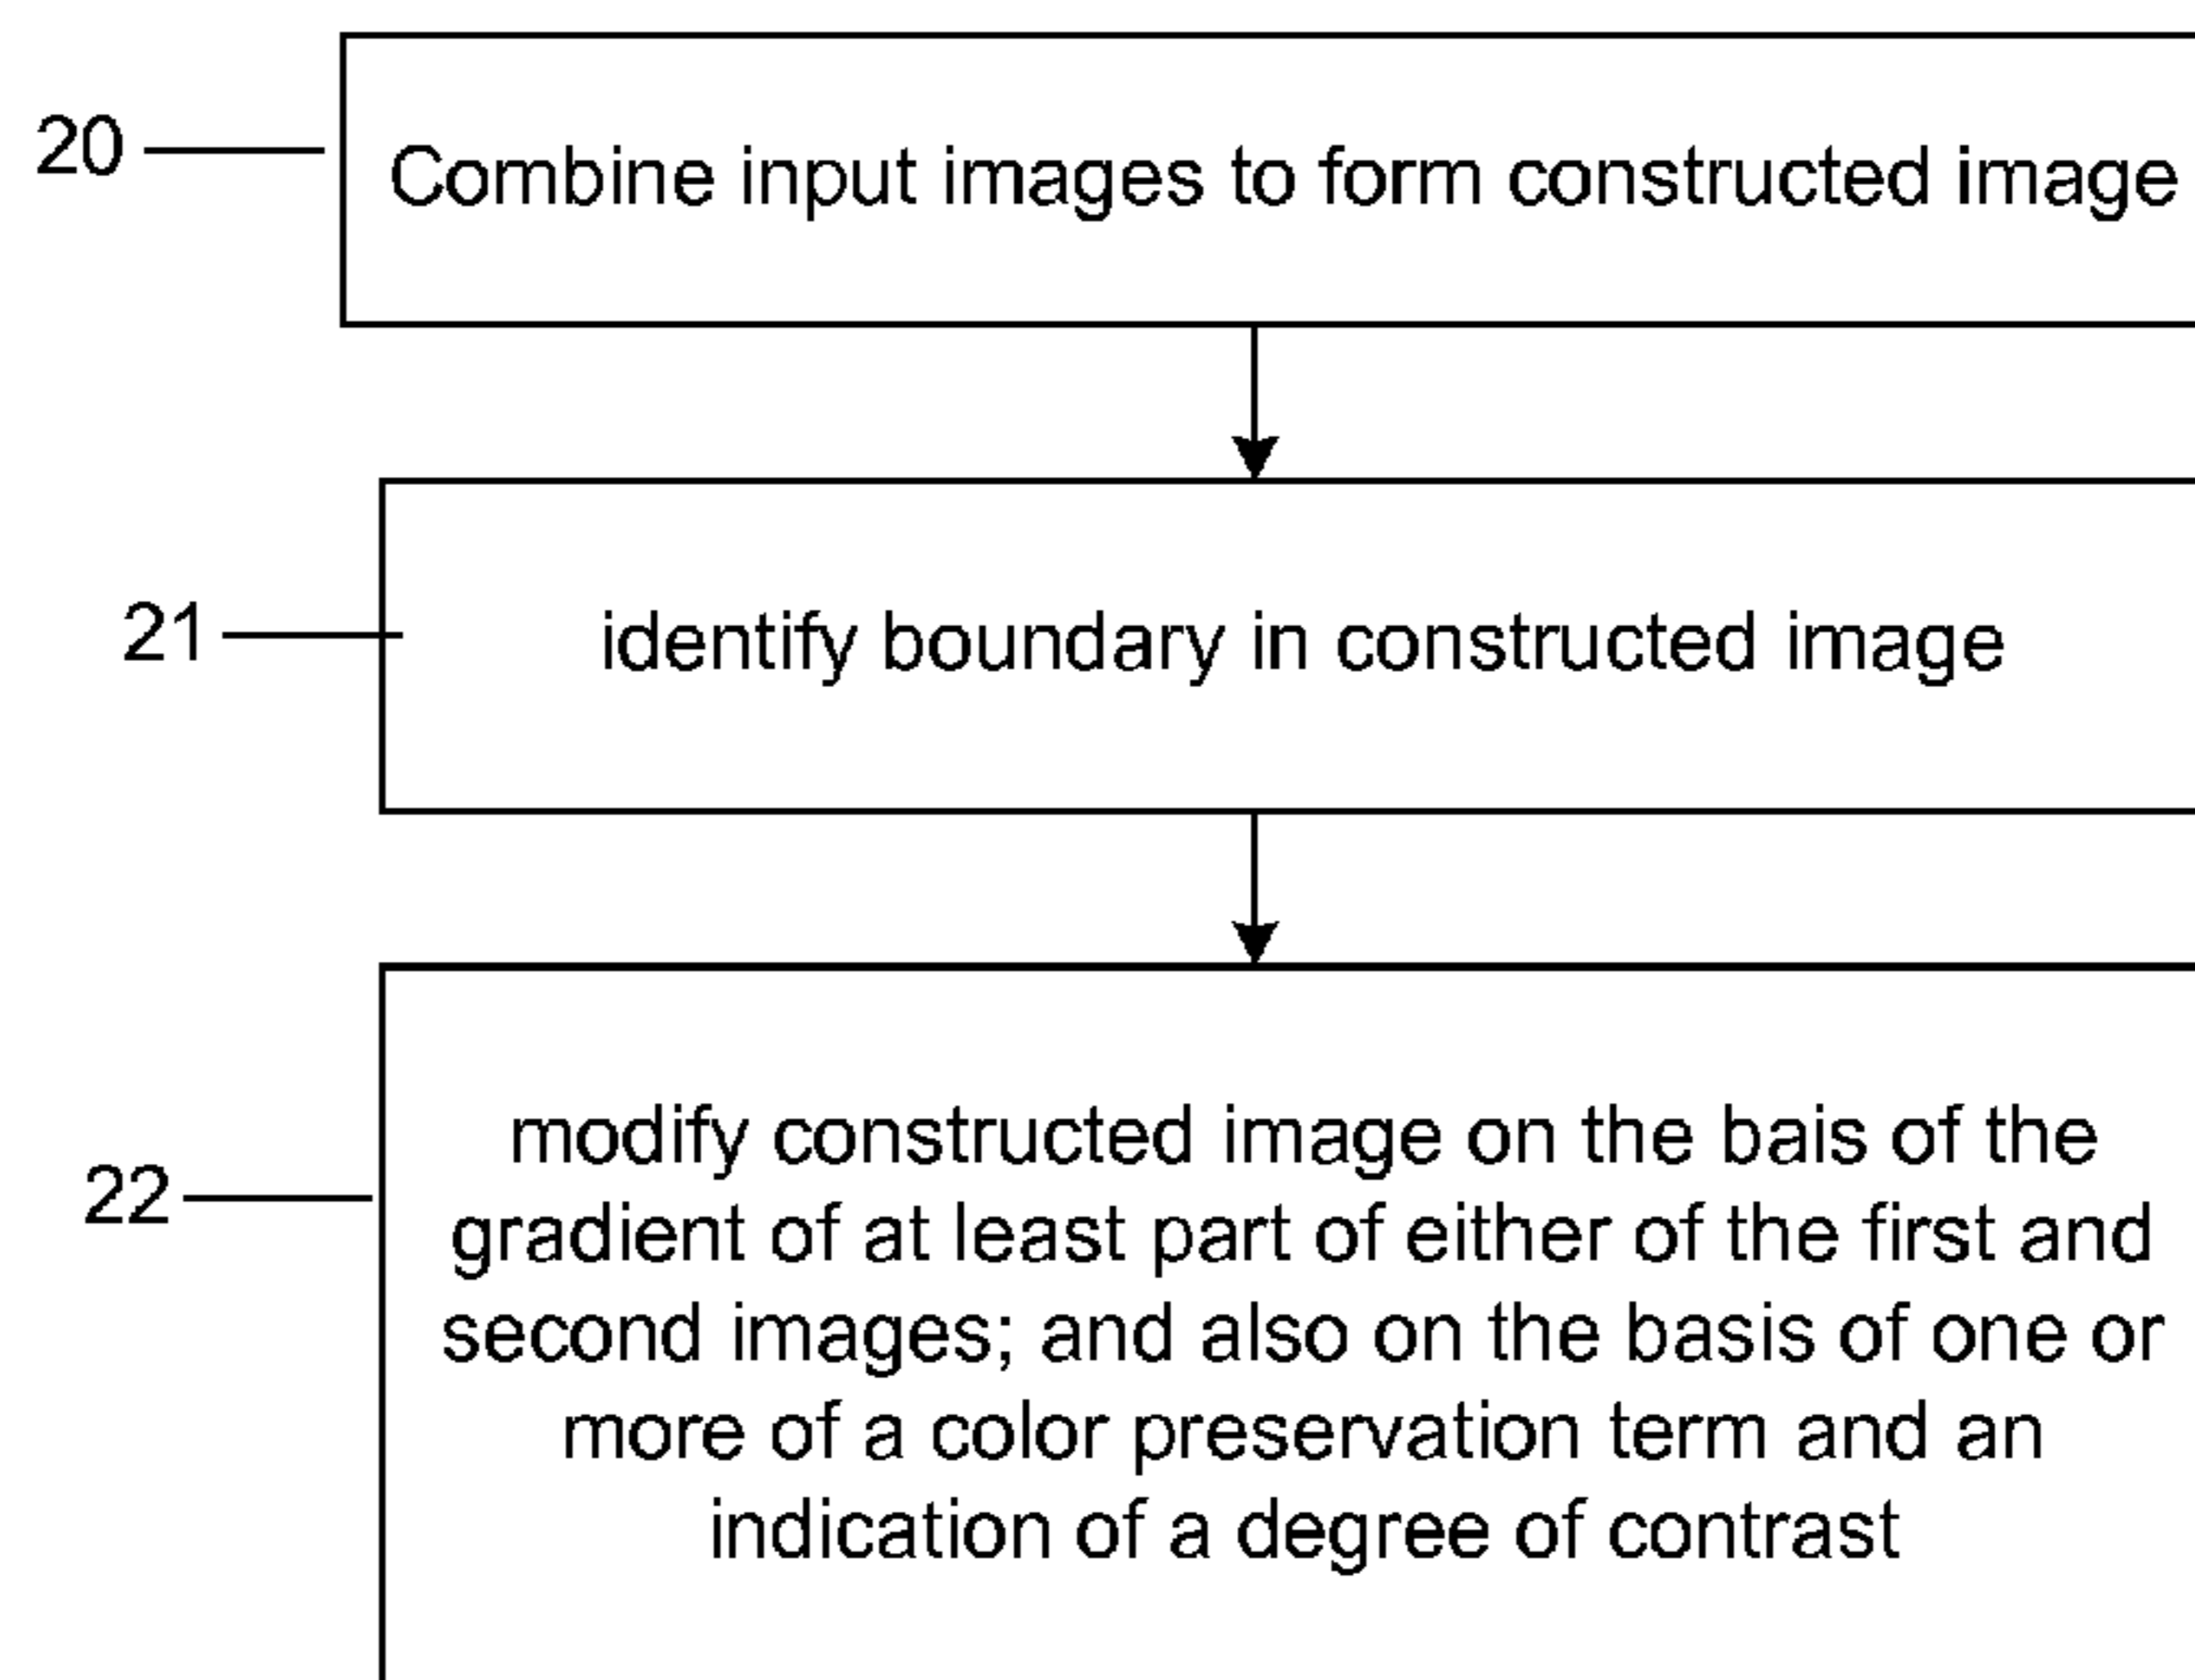 20
Combine input images to form constructed image
21
identify boundary in constructed image
22
modify constructed image on the bais of the
gradient of at least part of either of the first and
second images; and also on the basis of one or
more of a color preservation term and an
indication of a degree of contrast